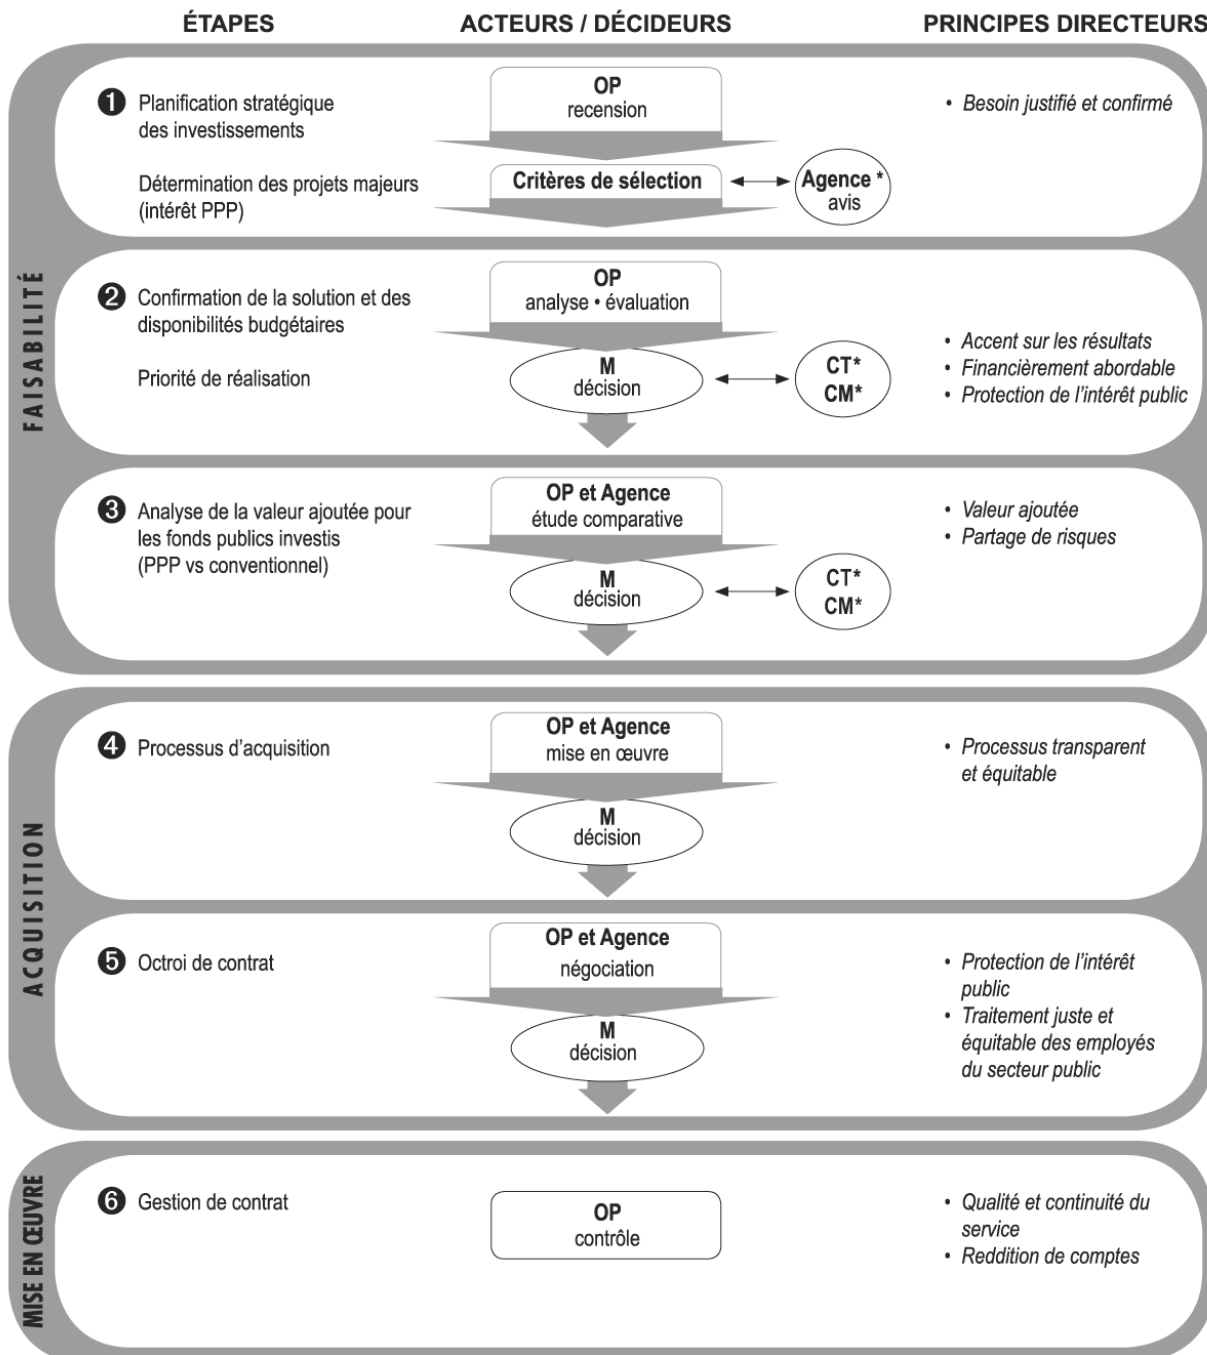 ÉTAPES
ACTEURS / DÉCIDEURS
PRINCIPES DIRECTEURS
FAISABILITÉ
❶ Planification stratégique
des investissements
Détermination des projets majeurs
(intérêt PPP)
OP
recension
Critères de sélection
Agence *
avis
• Besoin justifié et confirmé
❷ Confirmation de la solution et des
disponibilités budgétaires
Priorité de réalisation
OP
analyse • évaluation
M
décision
CT*
CM*
• Accent sur les résultats
• Financièrement abordable
• Protection de l’intérêt public
❸ Analyse de la valeur ajoutée pour
les fonds publics investis
(PPP vs conventionnel)
OP et Agence
étude comparative
M
décision
CT*
CM*
• Valeur ajoutée
• Partage de risques
ACQUISITION
❹ Processus d’acquisition
OP et Agence
mise en œuvre
M
décision
• Processus transparent
et équitable
❺ Octroi de contrat
OP et Agence
négociation
M
décision
• Protection de l’intérêt
public
• Traitement juste et
équitable des employés
du secteur public
MISE EN ŒUVRE
❻ Gestion de contrat
OP
contrôle
• Qualité et continuité du
service
• Reddition de comptes